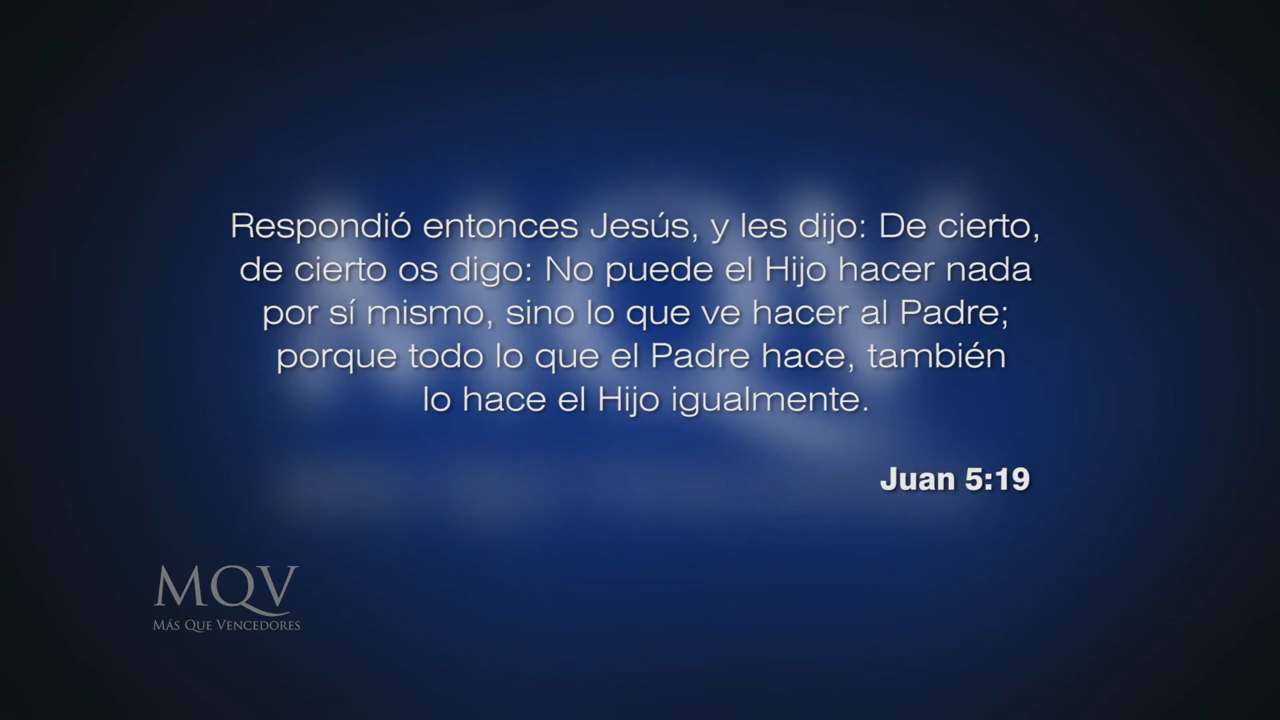 Respondió entonces Jesús, y les dijo: De cierto,
de cierto os digo: No puede el Hijo hacer nada
por sí mismo, sino lo que ve hacer al Padre;
porque todo lo que el Padre hace, también
lo hace el Hijo igualmente.
Juan 5:19
MQV
Más Que Vencedores